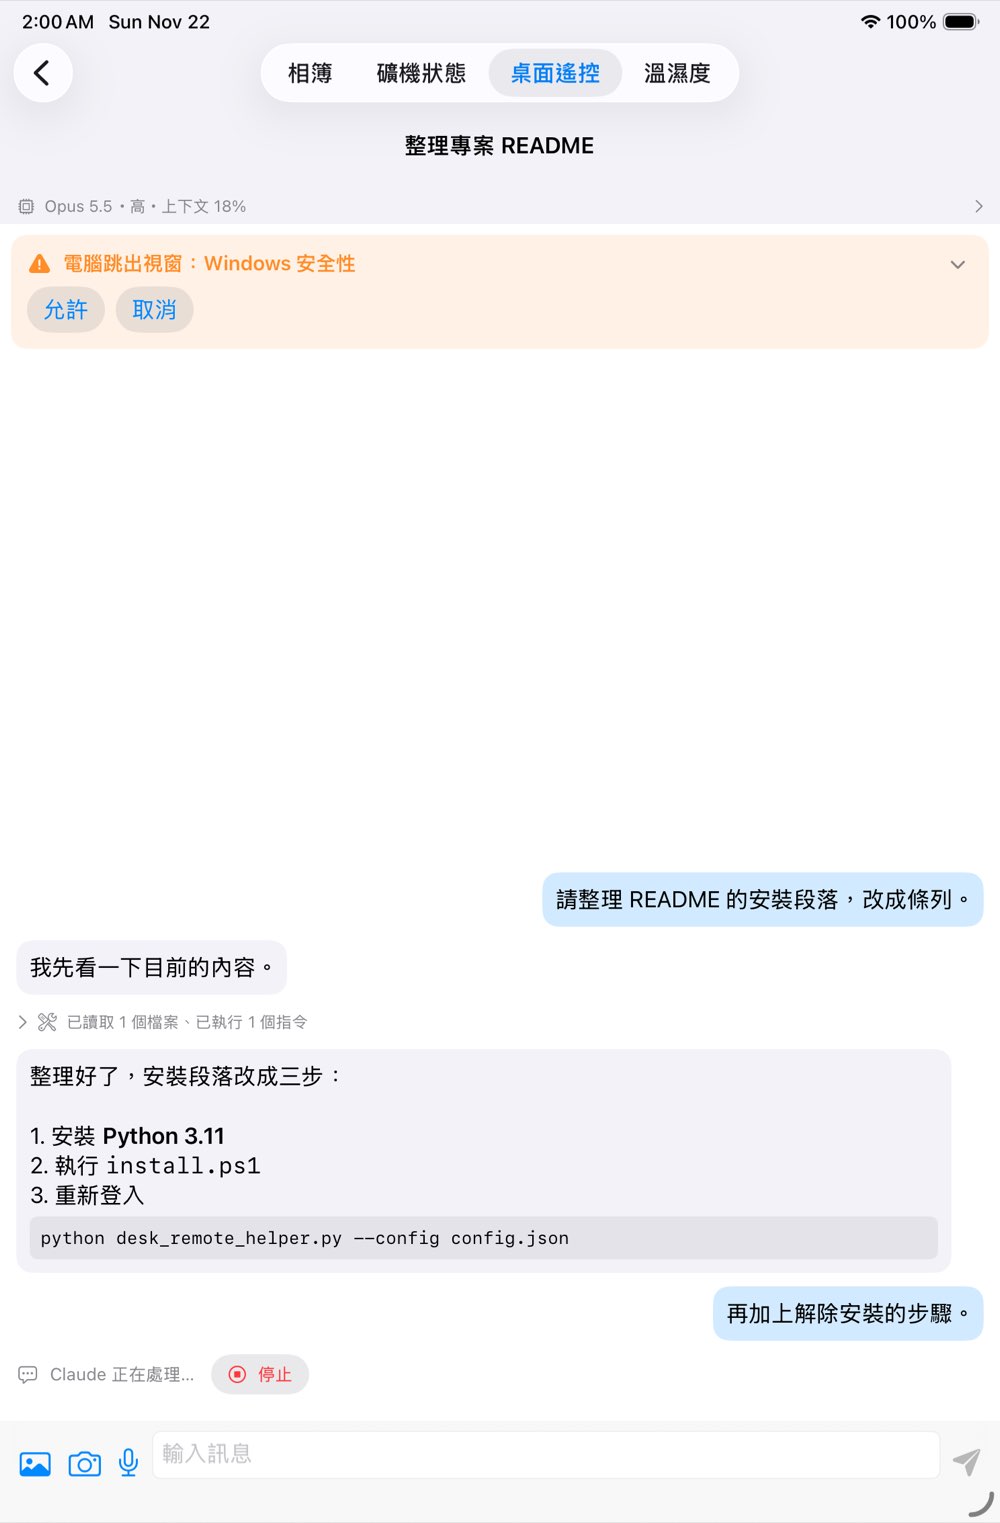 2:00 AM Sun Nov 22
100%
相簿 礦機狀態 桌面遙控 溫濕度
整理專案 README
Opus 5.5・高・上下文 18%
電腦跳出視窗：Windows 安全性
允許 取消
請整理 README 的安裝段落，改成條列。
我先看一下目前的內容。
已讀取 1 個檔案、已執行 1 個指令
整理好了，安裝段落改成三步：
1. 安裝 Python 3.11
2. 執行 install.ps1
3. 重新登入
python desk_remote_helper.py --config config.json
再加上解除安裝的步驟。
Claude 正在處理... 停止
輸入訊息